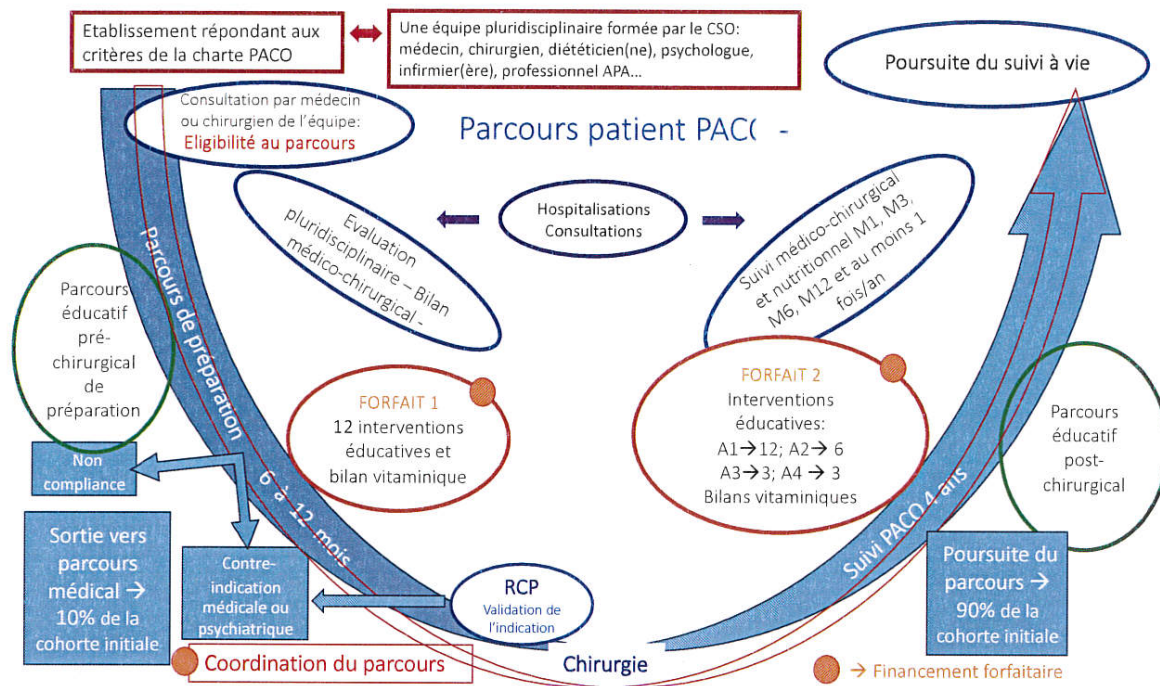 Etablissement répondant aux
critères de la charte PACO
Une équipe pluridisciplinaire formée par le CSO:
médecin, chirurgien, diététicien(ne), psychologue,
infirmier(ère), professionnel APA...
Poursuite du suivi à vie
Consultation par médecin
ou chirurgien de l'équipe:
Eligibilité au parcours
Parcours patient PACO -
Evaluation
pluridisciplinaire – Bilan
médico-chirurgical -
Hospitalisations
Consultations
Suivi médico-chirurgical
et nutritionnel M1, M3,
M6, M12 et au moins 1
fois/an
Parcours de préparation
6 à 12 mois
Parcours
éducatif
pré-
chirurgical
de
préparation
FORFAIT 1
12 interventions
éducatives et
bilan vitaminique
FORFAIT 2
Interventions
éducatives:
A1→12; A2→ 6
A3→3; A4 → 3
Bilans vitaminiques
Parcours
éducatif
post-
chirurgical
Suivi PACO 4 ans
Non
compliance
Sortie vers
parcours
médical →
10% de la
cohorte initiale
Contre-
indication
médicale ou
psychiatrique
RCP
Validation de
l'indication
Poursuite du
parcours →
90% de la
cohorte initiale
Coordination du parcours
Chirurgie
→ Financement forfaitaire